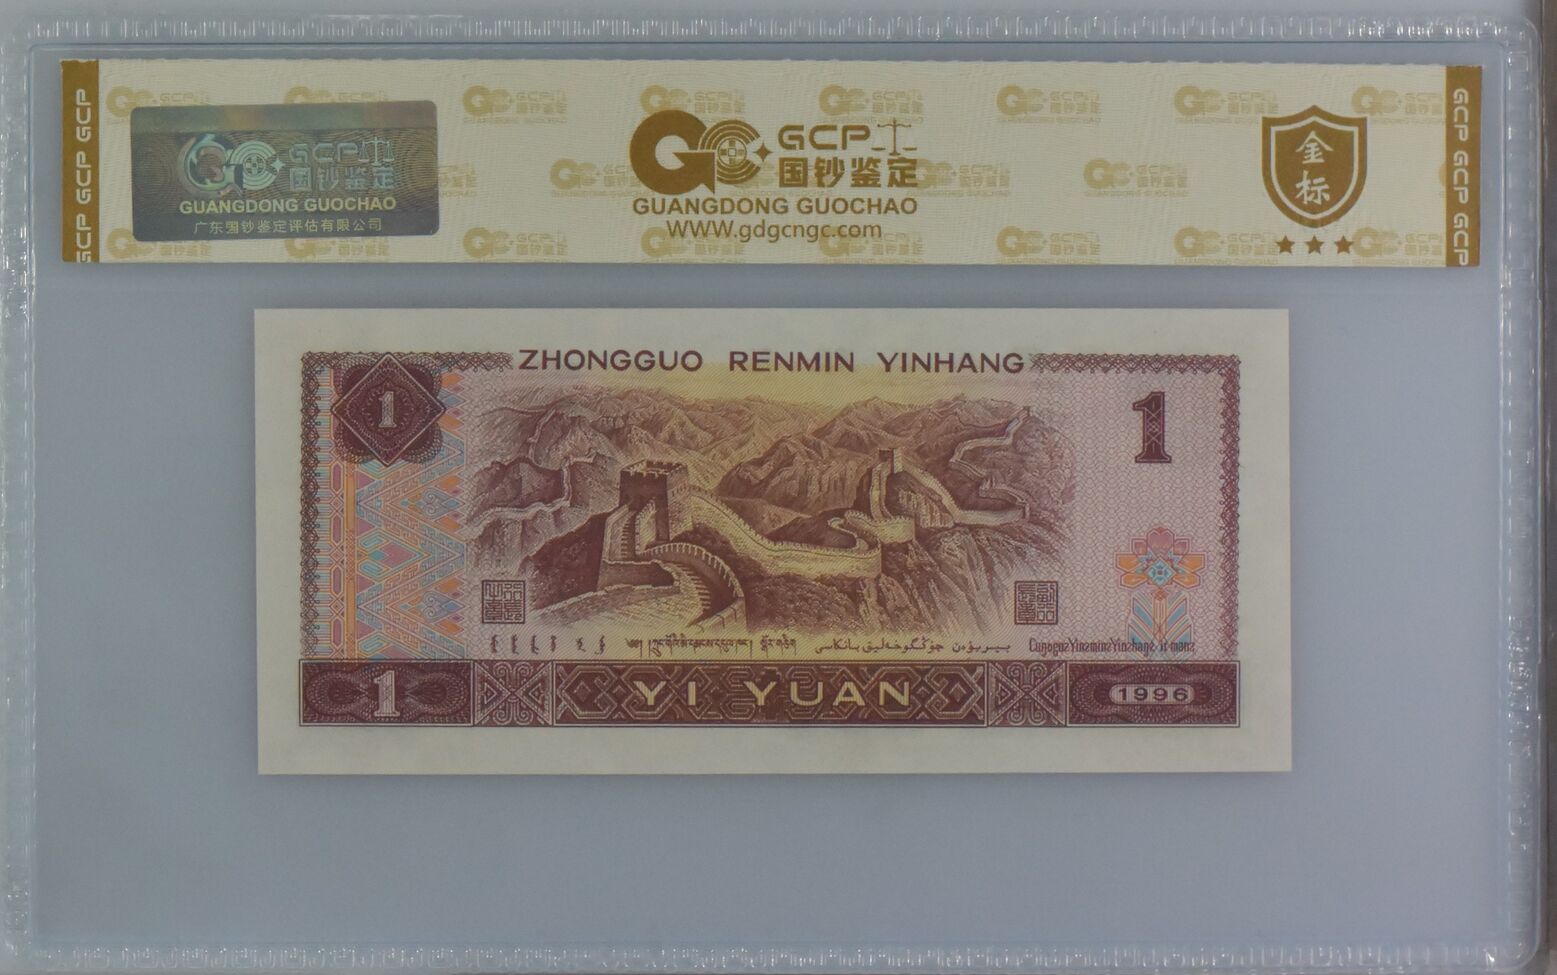 GCP GCP GCP
GCP
国钞鉴定
GUANGDONG GUOCHAO
广东国钞鉴定评估有限公司
GCP
国钞鉴定
GUANGDONG GUOCHAO
WWW.gdgcngc.com
金标
GCP GCP GCP
ZHONGGUO RENMIN YINHANG
1
1
1
YI YUAN
1996